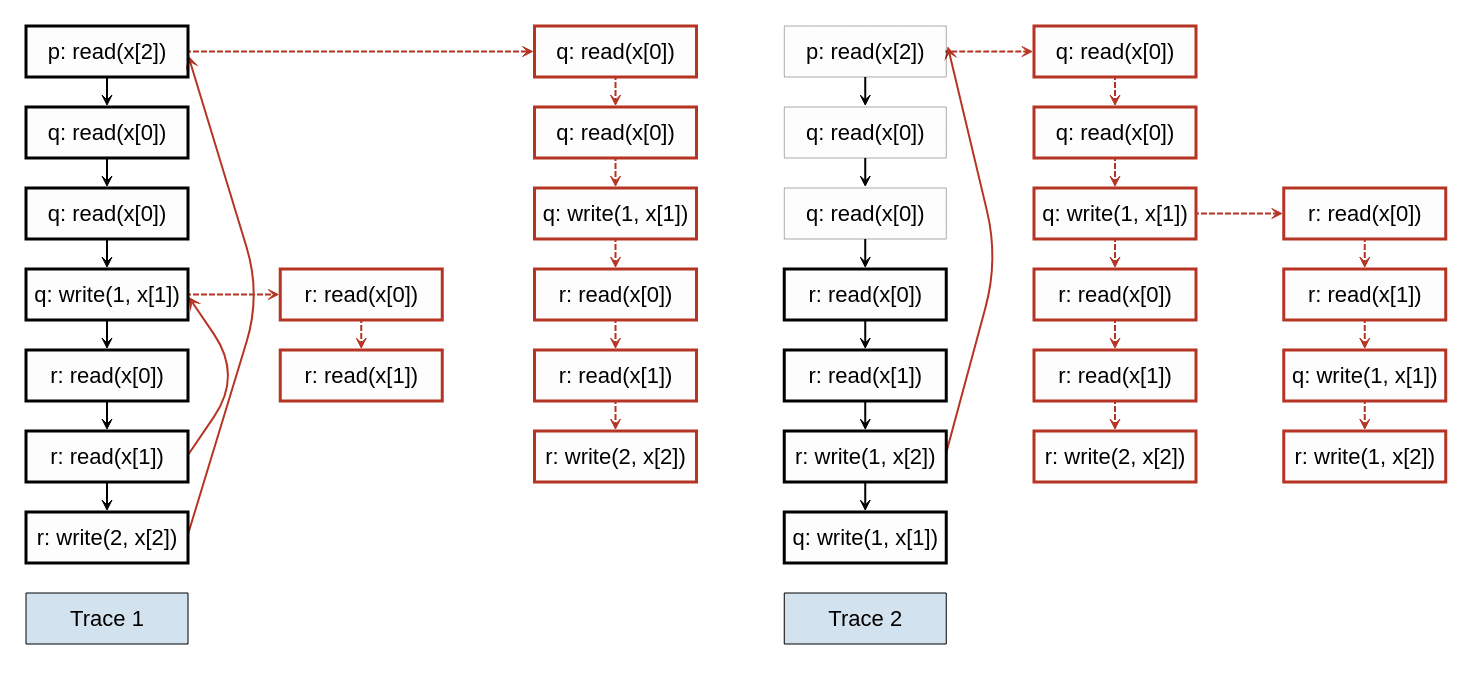 p: read(x[2])
q: read(x[0])
q: read(x[0])
q: write(1, x[1])
r: read(x[0])
r: read(x[1])
r: write(2, x[2])
Trace 1
r: read(x[0])
r: read(x[1])
q: read(x[0])
q: read(x[0])
q: write(1, x[1])
r: read(x[0])
r: read(x[1])
r: write(2, x[2])
p: read(x[2])
q: read(x[0])
q: read(x[0])
r: read(x[0])
r: read(x[1])
r: write(1, x[2])
q: write(1, x[1])
Trace 2
q: read(x[0])
q: read(x[0])
q: write(1, x[1])
r: read(x[0])
r: read(x[1])
r: write(2, x[2])
r: read(x[0])
r: read(x[1])
q: write(1, x[1])
r: write(1, x[2])